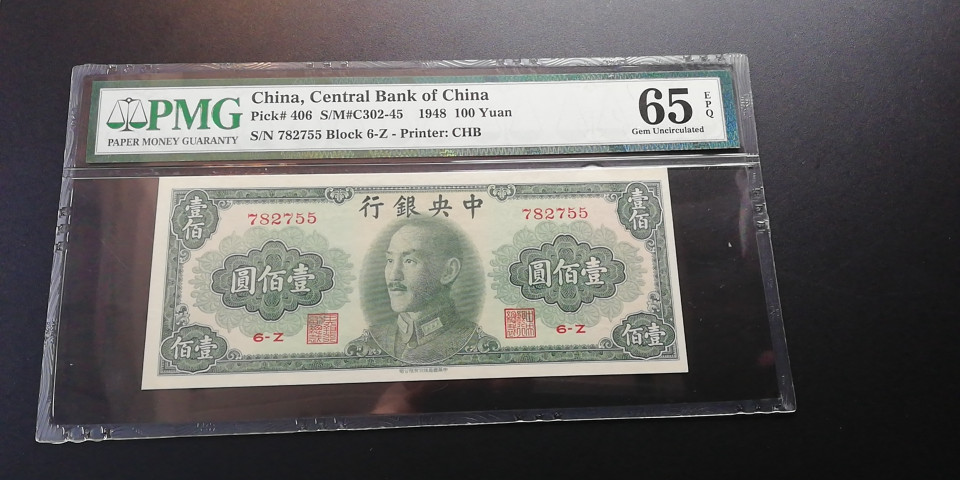 PMG
PAPER MONEY GUARANTY
China, Central Bank of China
Pick# 406 S/M#C302-45 1948 100 Yuan
S/N 782755 Block 6-Z - Printer: CHB
65
EPQ
Gem Uncirculated
行銀央中
壹佰
782755
782755
壹佰
圓佰壹
圓佰壹
6-Z
6-Z
佰壹
佰壹